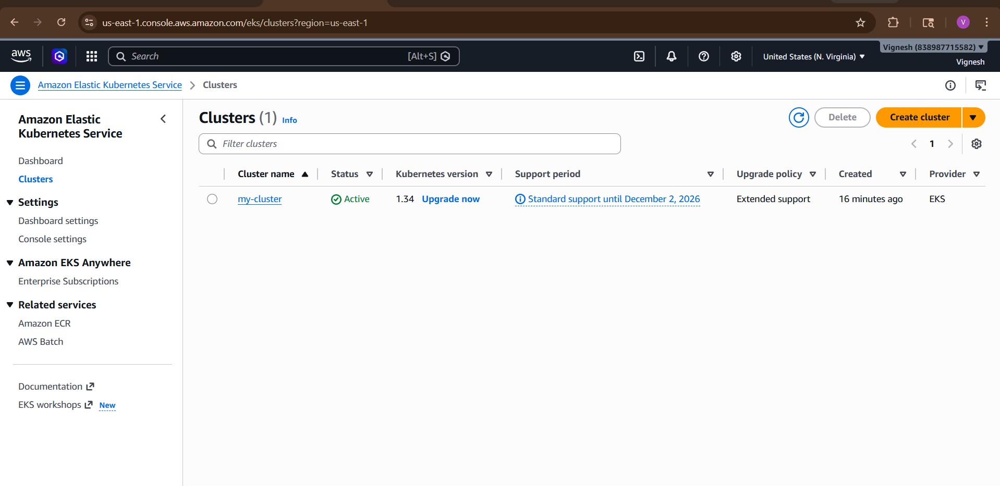 us-east-1.console.aws.amazon.com/eks/clusters?region=us-east-1
V
aws
Search
[Alt+S]
United States (N. Virginia)
Vignesh (838987715582)
Vignesh
Amazon Elastic Kubernetes Service
Clusters
Amazon Elastic
Kubernetes Service
Dashboard
Clusters
Settings
Dashboard settings
Console settings
Amazon EKS Anywhere
Enterprise Subscriptions
Related services
Amazon ECR
AWS Batch
Documentation
EKS workshops New
Clusters (1) Info
Delete
Create cluster
Filter clusters
1
Cluster name Status Kubernetes version Support period Upgrade policy Created Provider
my-cluster Active 1.34 Upgrade now Standard support until December 2, 2026 Extended support 16 minutes ago EKS